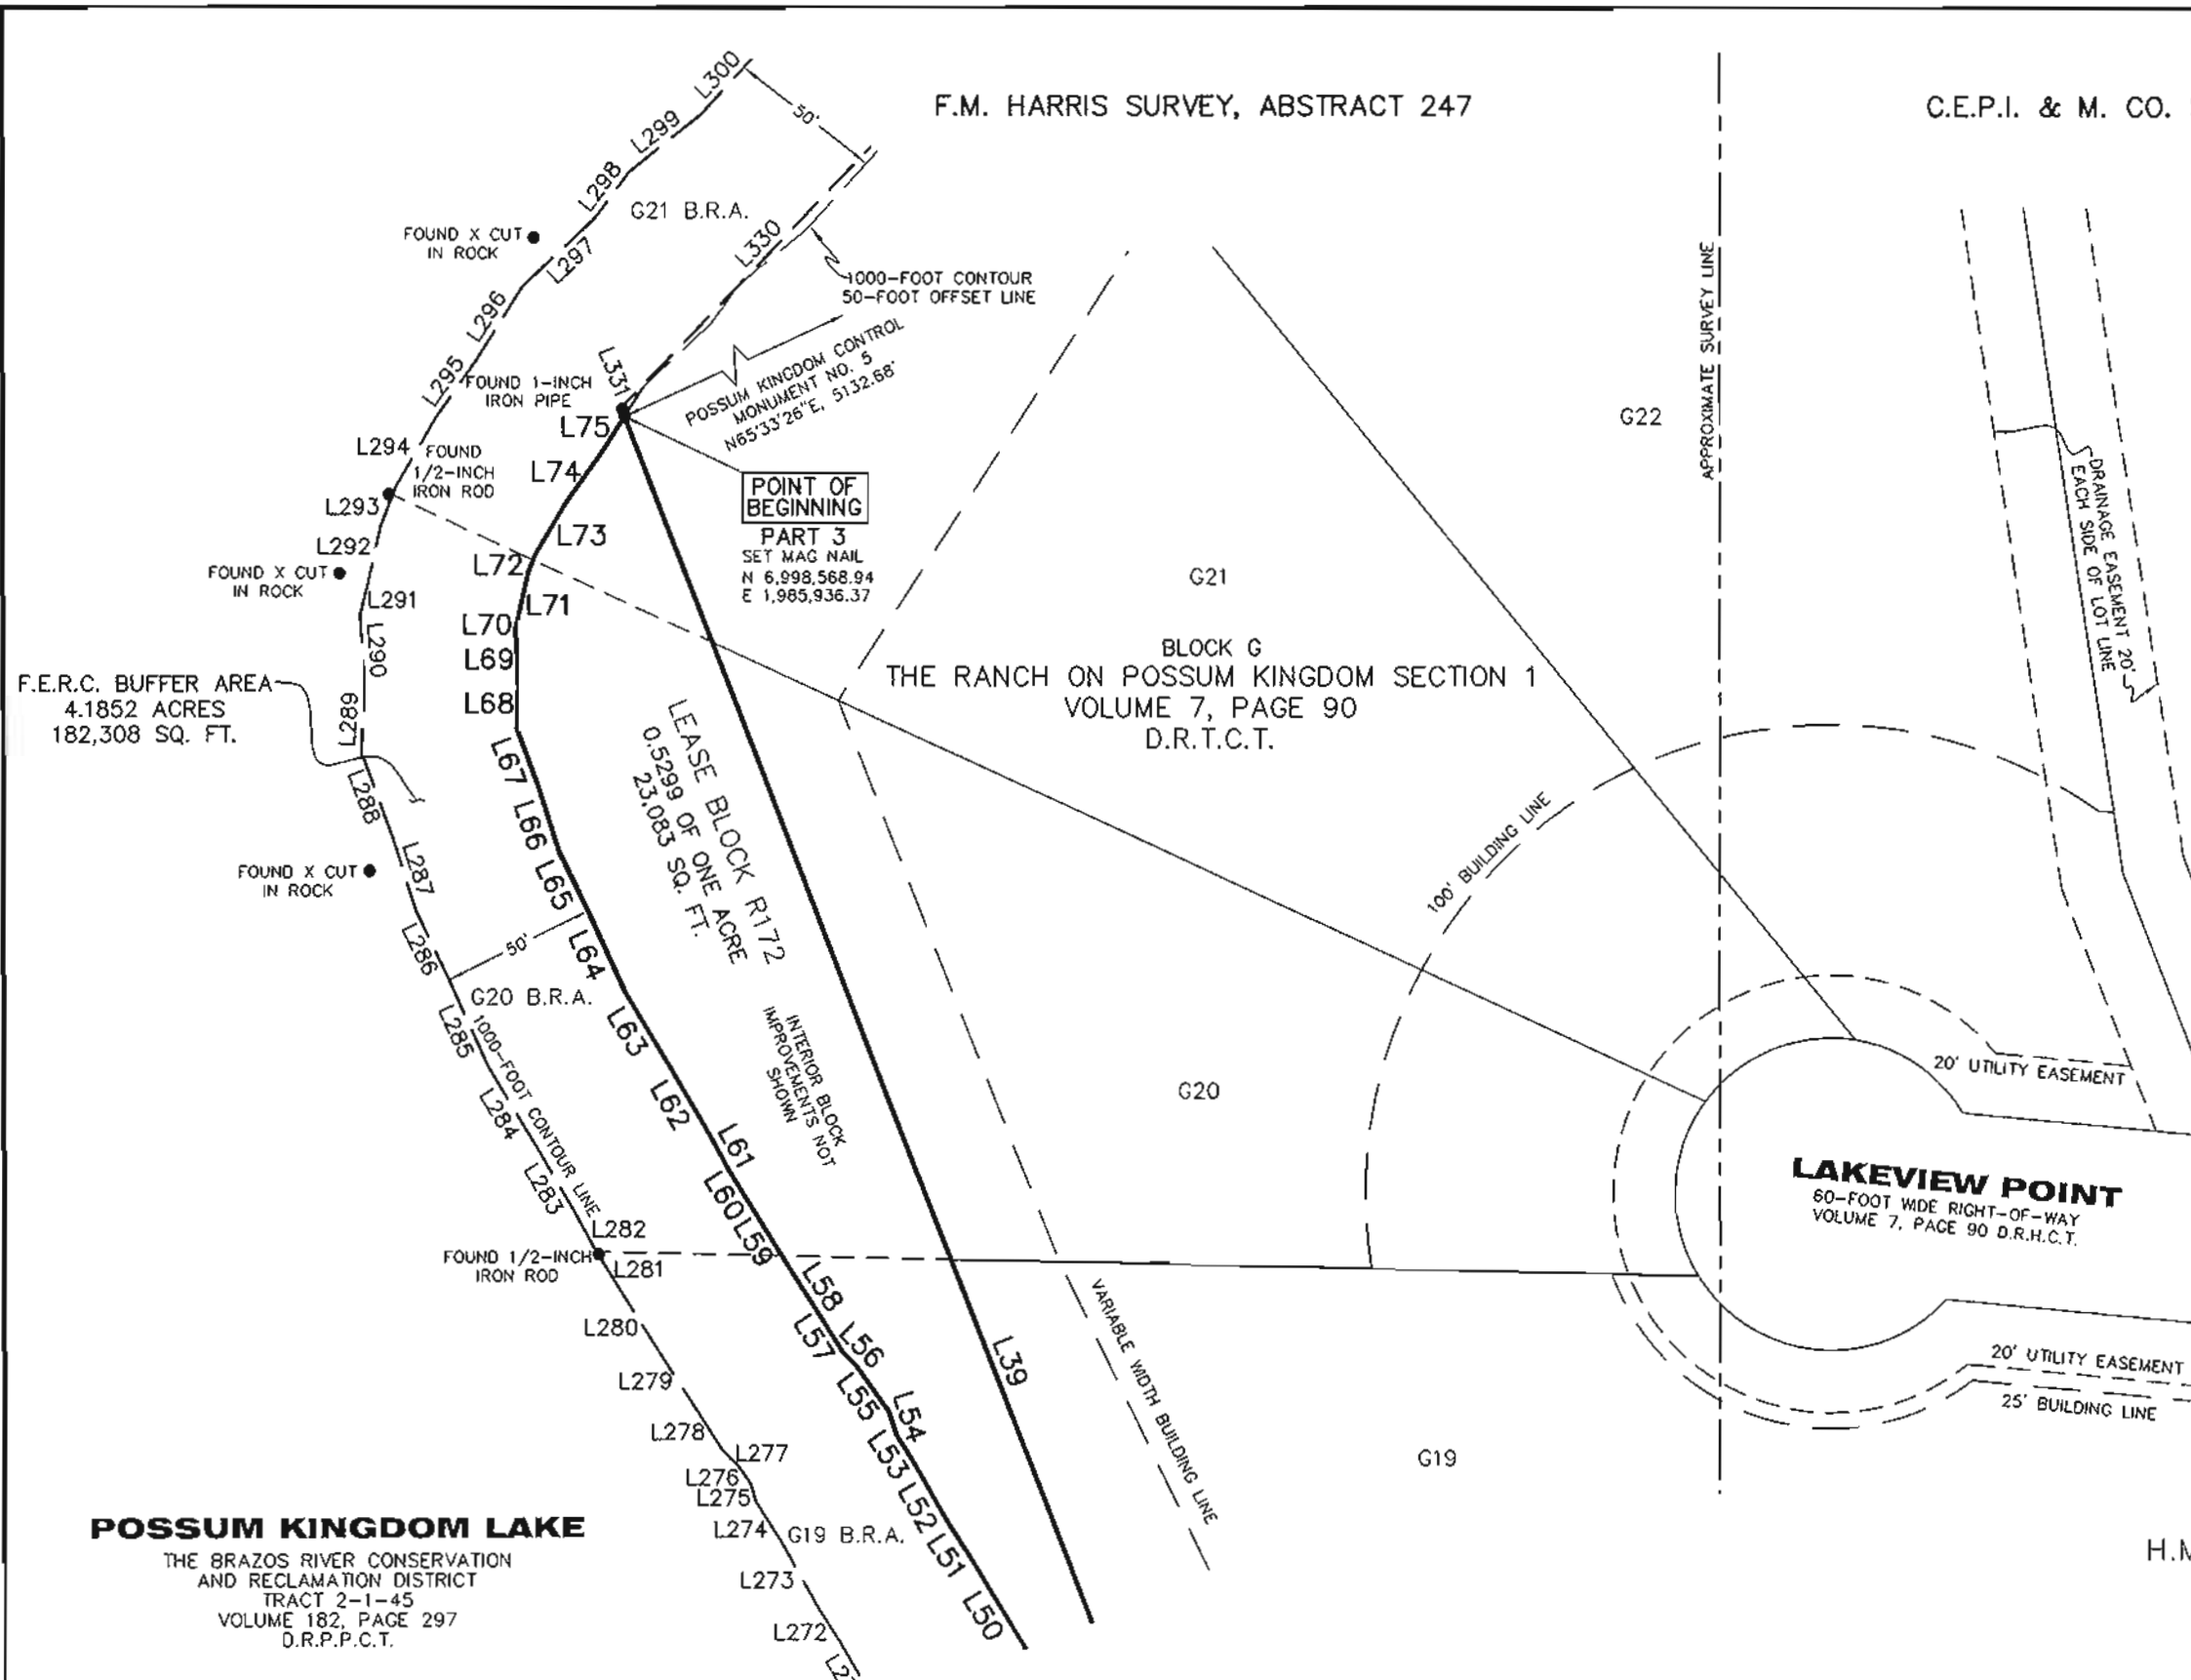 L300
50'
F.M. HARRIS SURVEY, ABSTRACT 247
C.E.P.I. & M. CO.
L299
L298
G21 B.R.A.
FOUND X CUT
IN ROCK
L297
L330
1000-FOOT CONTOUR
50-FOOT OFFSET LINE
L296
L295
FOUND 1-INCH
IRON PIPE
L331
POSSUM KINGDOM CONTROL
MONUMENT NO. 5
N65°33'26"E, 5132.68'
APPROXIMATE SURVEY LINE
G22
L75
L294
FOUND
1/2-INCH
IRON ROD
L74
L293
POINT OF
BEGINNING
PART 3
SET MAG NAIL
N 6,998,568.94
E 1,985,936.37
DRAINAGE EASEMENT 20'
EACH SIDE OF LOT LINE
L73
L292
L72
FOUND X CUT
IN ROCK
L291
L71
L70
G21
L290
L69
BLOCK G
THE RANCH ON POSSUM KINGDOM SECTION 1
VOLUME 7, PAGE 90
D.R.T.C.T.
F.E.R.C. BUFFER AREA
4.1852 ACRES
182,308 SQ. FT.
L289
L68
LEASE BLOCK R172
0.5299 OF ONE ACRE
23,083 SQ. FT.
L67
L288
L66
100' BUILDING LINE
FOUND X CUT
IN ROCK
L287
L65
L286
50'
L64
G20 B.R.A.
L285
1000-FOOT CONTOUR LINE
L63
INTERIOR BLOCK
IMPROVEMENTS NOT
SHOWN
L284
L62
G20
20' UTILITY EASEMENT
L61
L283
L60
L59
LAKEVIEW POINT
60-FOOT WIDE RIGHT-OF-WAY
VOLUME 7, PAGE 90 D.R.H.C.T.
L282
FOUND 1/2-INCH
IRON ROD
L281
L58
L280
L57
L56
L39
VARIABLE WIDTH BUILDING LINE
20' UTILITY EASEMENT
25' BUILDING LINE
L279
L55
L54
L278
L277
L53
G19
L276
L275
L52
L274
G19 B.R.A.
L51
L273
L50
L272
H.M
POSSUM KINGDOM LAKE
THE BRAZOS RIVER CONSERVATION
AND RECLAMATION DISTRICT
TRACT 2-1-45
VOLUME 182, PAGE 297
D.R.P.P.C.T.